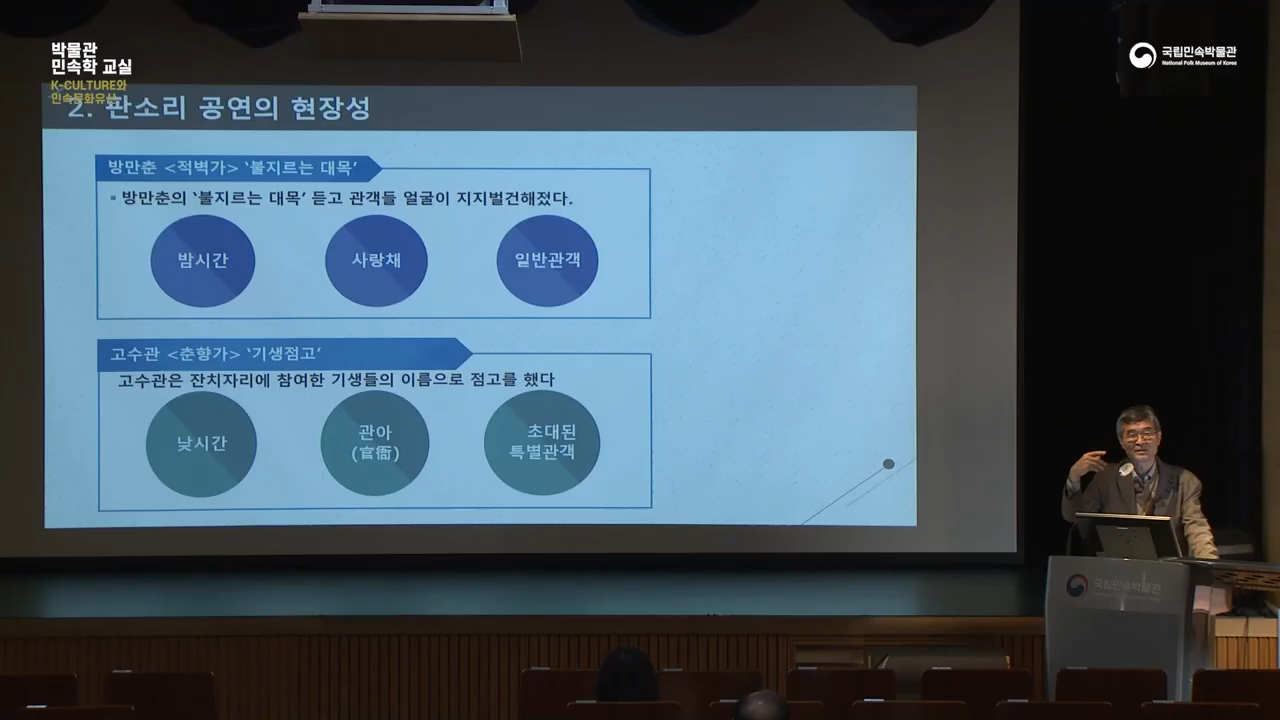 박물관
민속학 교실
K-CULTURE와
민속문화유산
국립민속박물관
National Folk Museum of Korea
2. 판소리 공연의 현장성
방만춘 <적벽가> ‘불지르는 대목’
▪ 방만춘의 ‘불지르는 대목’ 듣고 관객들 얼굴이 지지벌건해졌다.
밤시간
사랑채
일반관객
고수관 <춘향가> ‘기생점고’
고수관은 잔치자리에 참여한 기생들의 이름으로 점고를 했다
낮시간
관아
(官衙)
초대된
특별관객
국립민속박물관